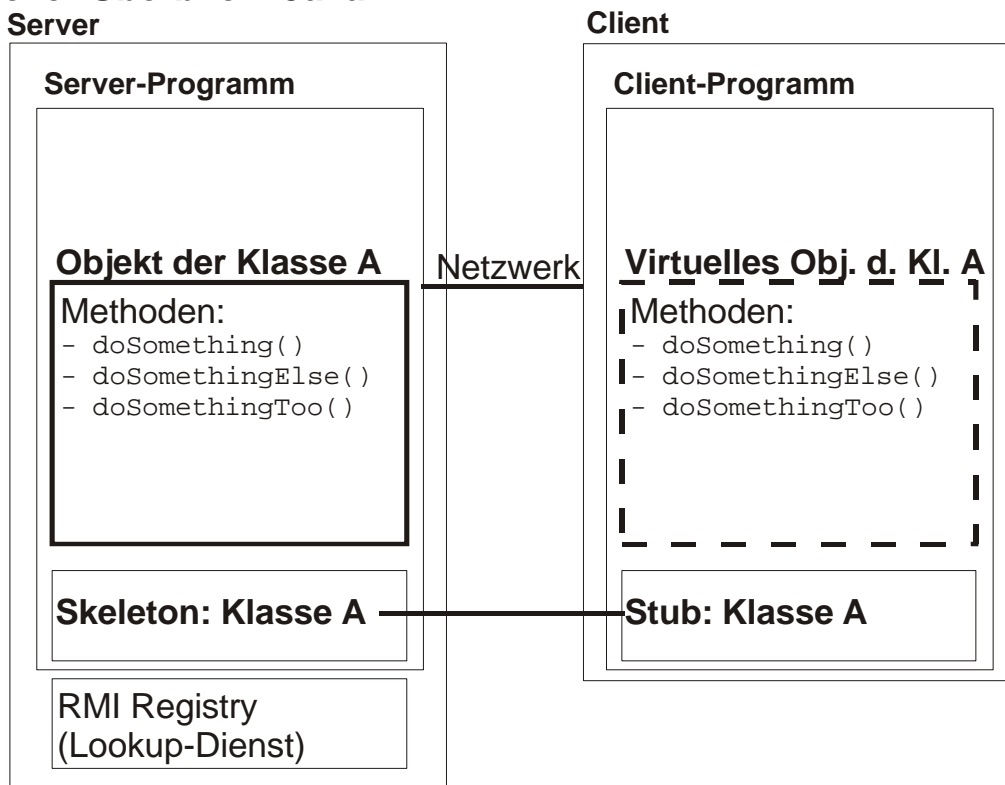 Server
Server-Programm
Objekt der Klasse A
Methoden:
- doSomething()
- doSomethingElse()
- doSomethingToo()
Skeleton: Klasse A
RMI Registry
(Lookup-Dienst)
Netzwerk
Client
Client-Programm
Virtuelles Obj. d. Kl. A
Methoden:
- doSomething()
- doSomethingElse()
- doSomethingToo()
Stub: Klasse A